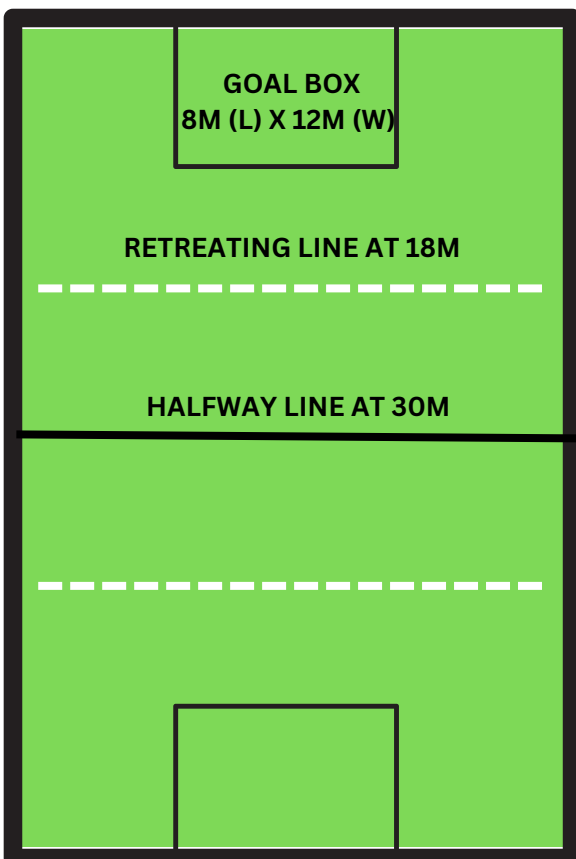 GOAL BOX
8M (L) X 12M (W)
RETREATING LINE AT 18M
HALFWAY LINE AT 30M